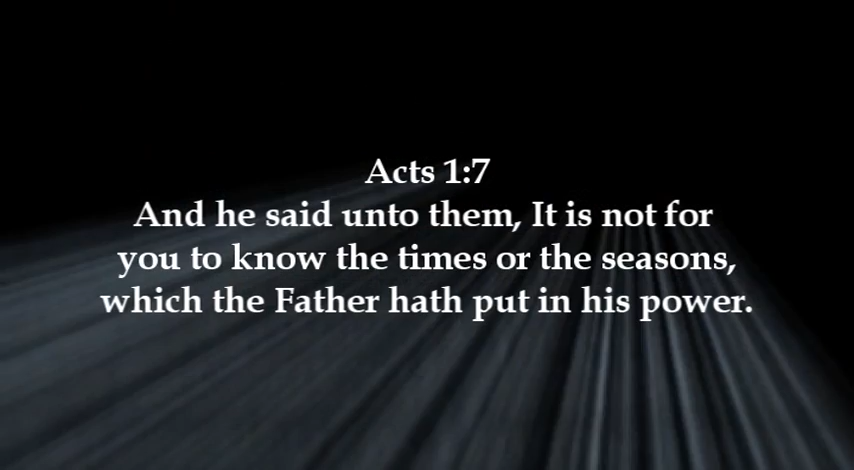 Acts 1:7
And he said unto them, It is not for
you to know the times or the seasons,
which the Father hath put in his power.